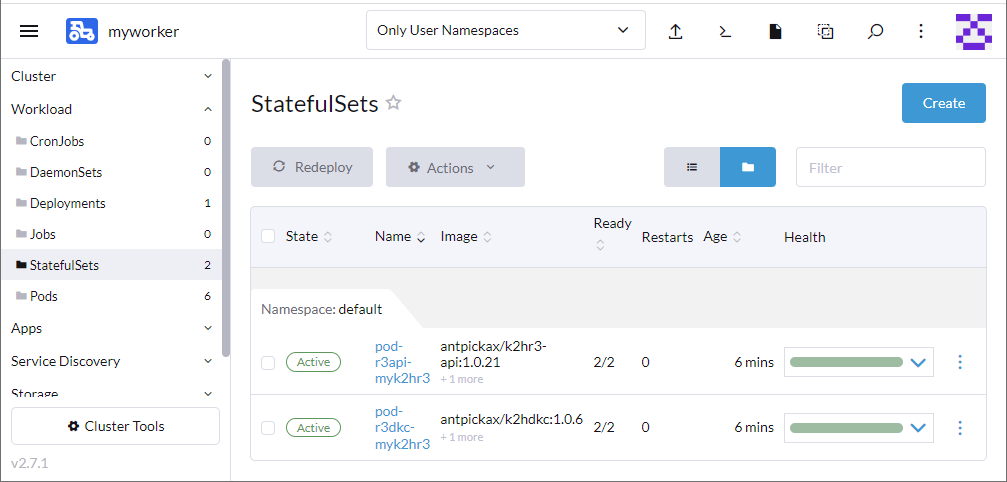 myworker
Only User Namespaces
Cluster
Workload
CronJobs 0
DaemonSets 0
Deployments 1
Jobs 0
StatefulSets 2
Pods 6
Apps
Service Discovery
Storage
Cluster Tools
v2.7.1
StatefulSets
Create
Redeploy
Actions
Filter
State Name Image Ready Restarts Age Health
Namespace: default
Active
pod-
r3api-
myk2hr3
antpickax/k2hr3-
api:1.0.21
+ 1 more
2/2 0 6 mins
Active
pod-
r3dkc-
myk2hr3
antpickax/k2hdkc:1.0.6
+ 1 more
2/2 0 6 mins